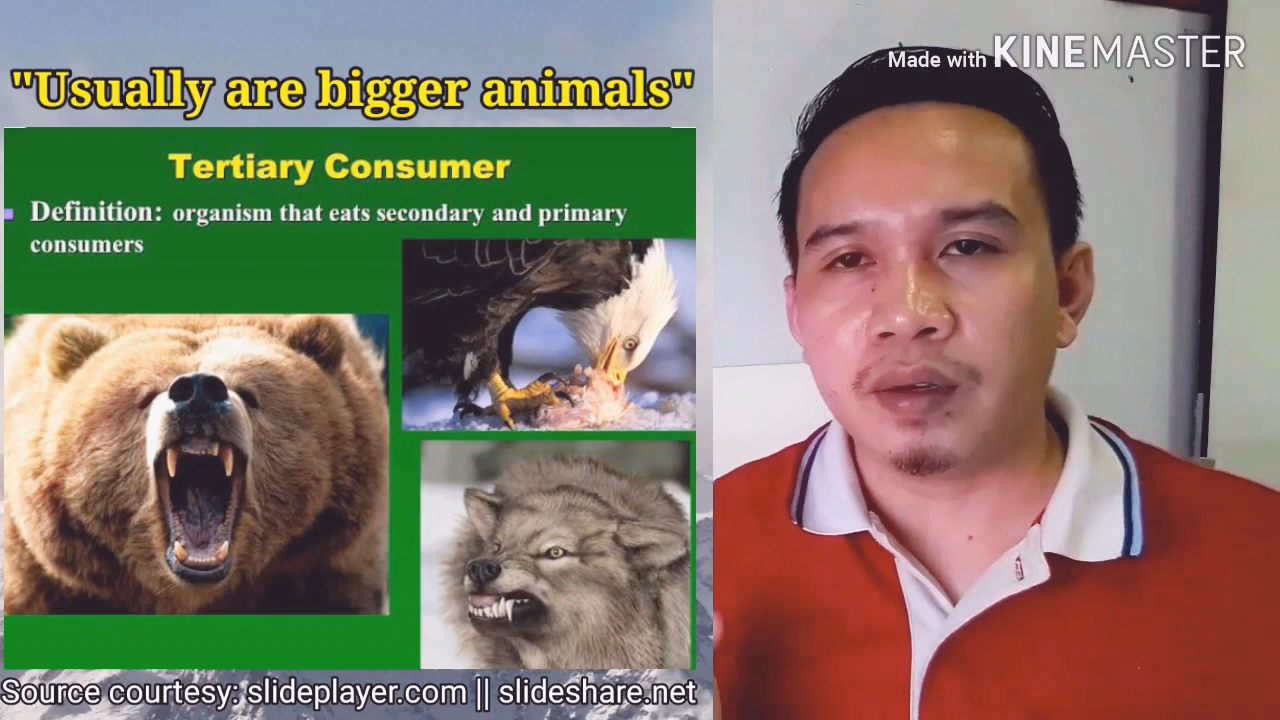 "Usually are bigger animals"
Made with KINEMASTER
Tertiary Consumer
Definition: organism that eats secondary and primary
consumers
Source courtesy: slideplayer.com || slideshare.net